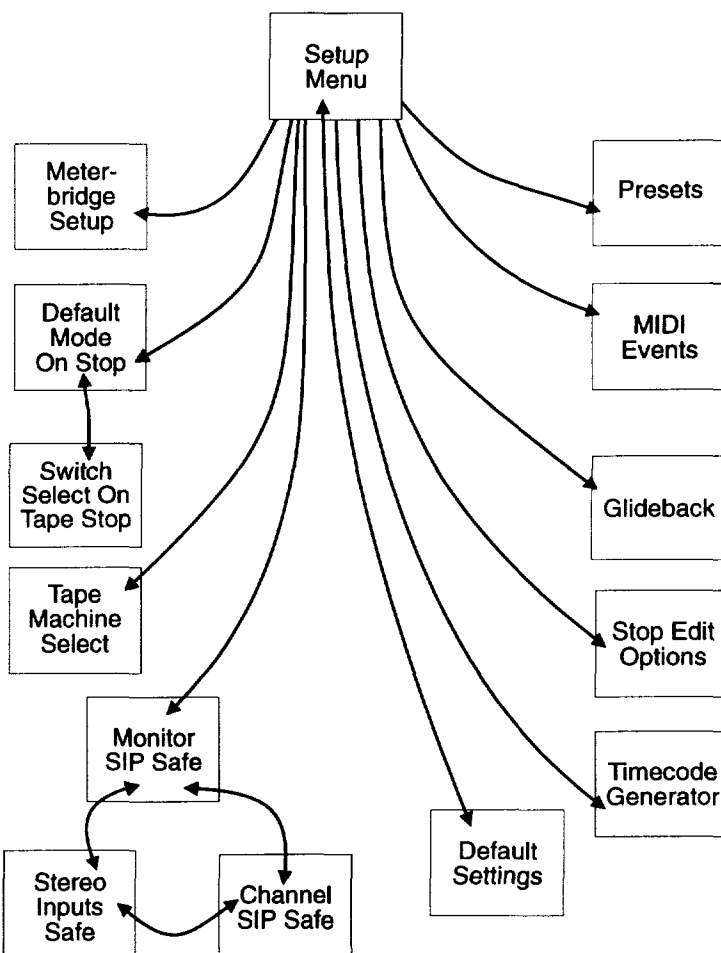 Setup
Menu
Meter-
bridge
Setup
Presets
Default
Mode
On Stop
MIDI
Events
Switch
Select On
Tape Stop
Glideback
Tape
Machine
Select
Stop Edit
Options
Monitor
SIP Safe
Timecode
Generator
Default
Settings
Stereo
Inputs
Safe
Channel
SIP Safe